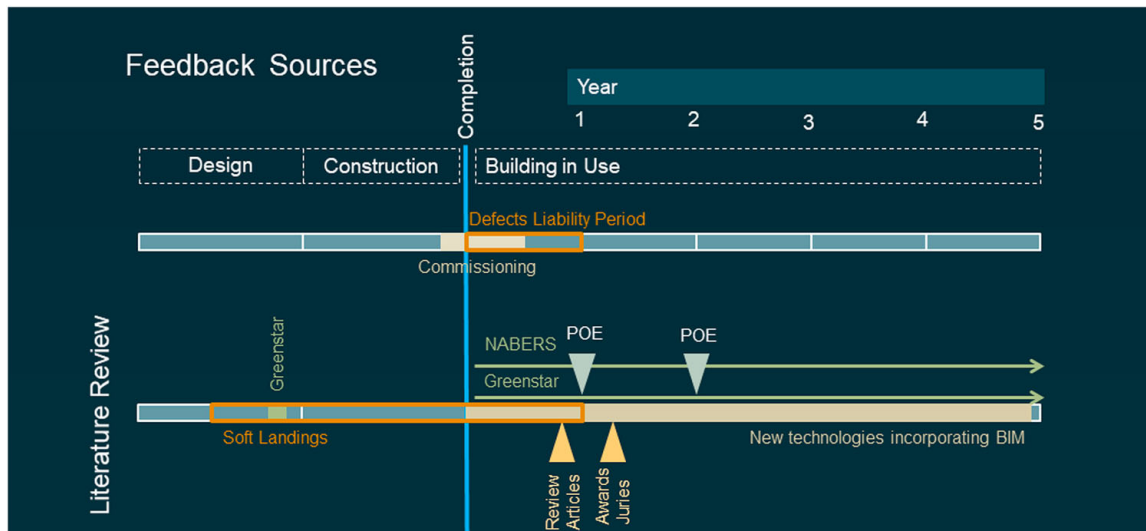 Feedback Sources
Completion
Year
1 2 3 4 5
Design
Construction
Building in Use
Defects Liability Period
Commissioning
Literature Review
Greenstar
NABERS
POE
POE
Greenstar
Soft Landings
New technologies incorporating BIM
Review
Articles
Awards
Juries